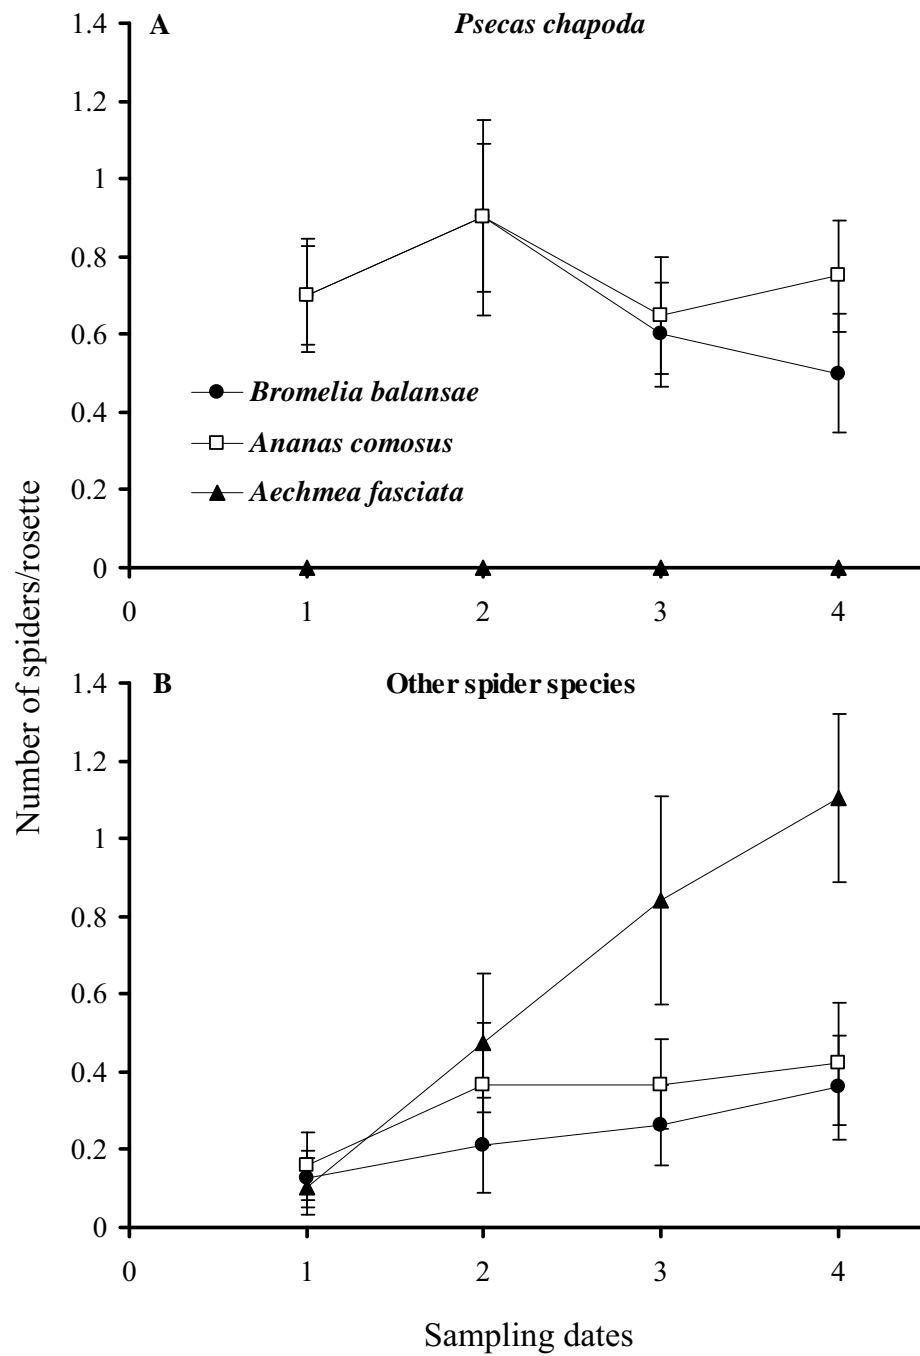 A Psecas chapoda
1.4
1.2
1
0.8
0.6
0.4
0.2
0
Bromelia balansae
Ananas comosus
Aechmea fasciata
0 1 2 3 4
Number of spiders/rosette
B Other spider species
1.4
1.2
1
0.8
0.6
0.4
0.2
0
0 1 2 3 4
Sampling dates